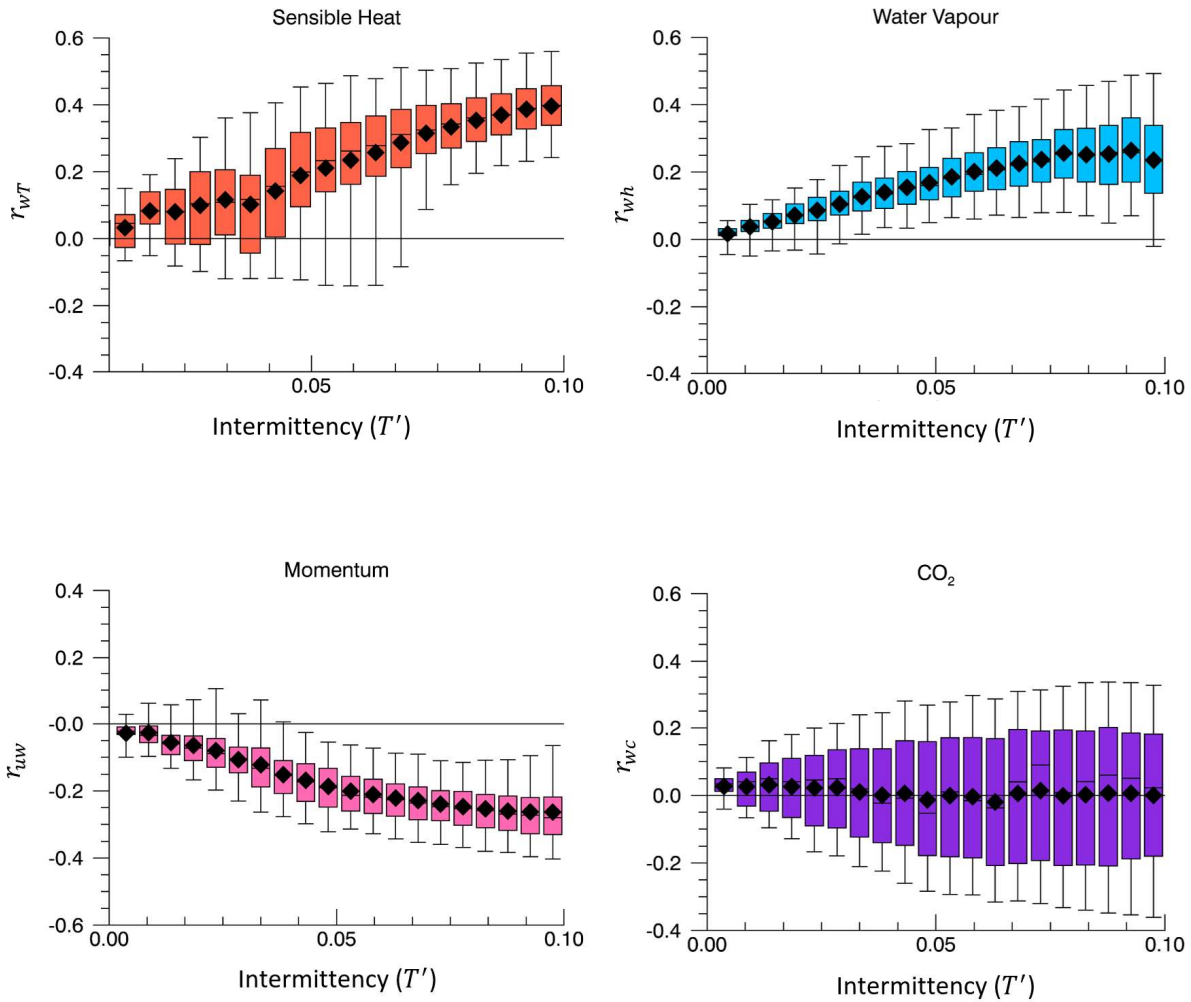 Sensible Heat
0.6
0.4
0.2
0.0
-0.2
-0.4
r_wT
0.05
0.10
Intermittency (T′)
Water Vapour
0.6
0.4
0.2
0.0
-0.2
-0.4
r_wh
0.00
0.05
0.10
Intermittency (T′)
Momentum
0.4
0.2
-0.0
-0.2
-0.4
-0.6
r_uw
0.00
0.05
0.10
Intermittency (T′)
CO₂
0.6
0.4
0.2
0.0
-0.2
-0.4
r_wc
0.00
0.05
0.10
Intermittency (T′)